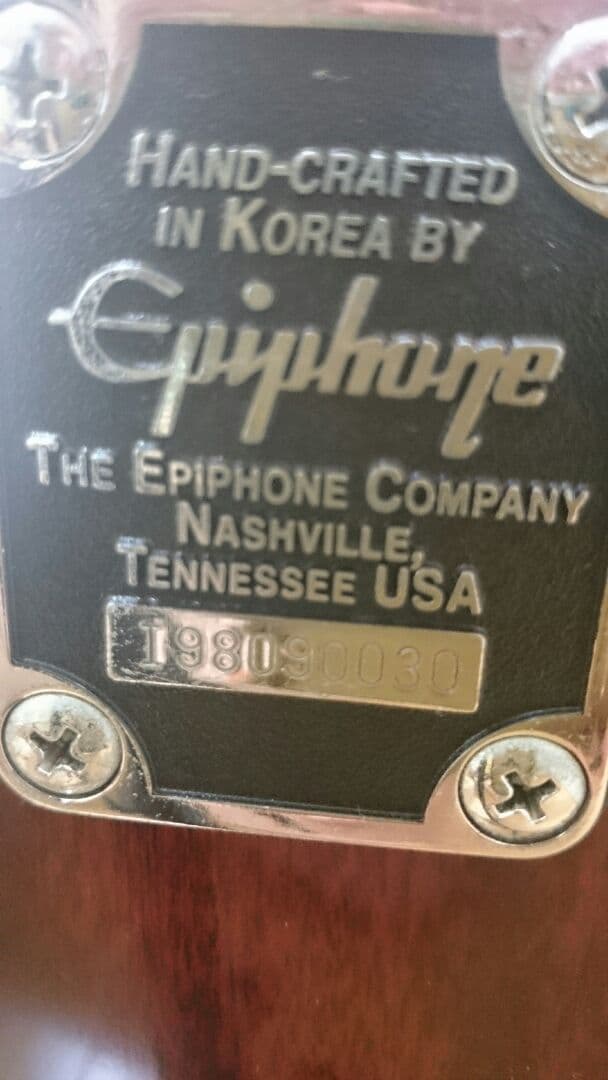 HAND-CRAFTED
IN KOREA BY
Epiphone
THE EPIPHONE COMPANY
NASHVILLE,
TENNESSEE USA
I98090030